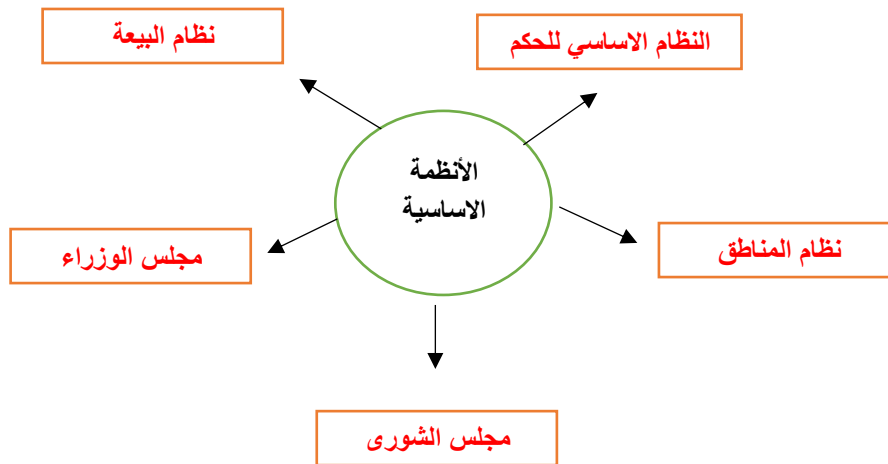 النظام الاساسي للحكم
نظام البيعة
الأنظمة
الاساسية
نظام المناطق
مجلس الوزراء
مجلس الشورى